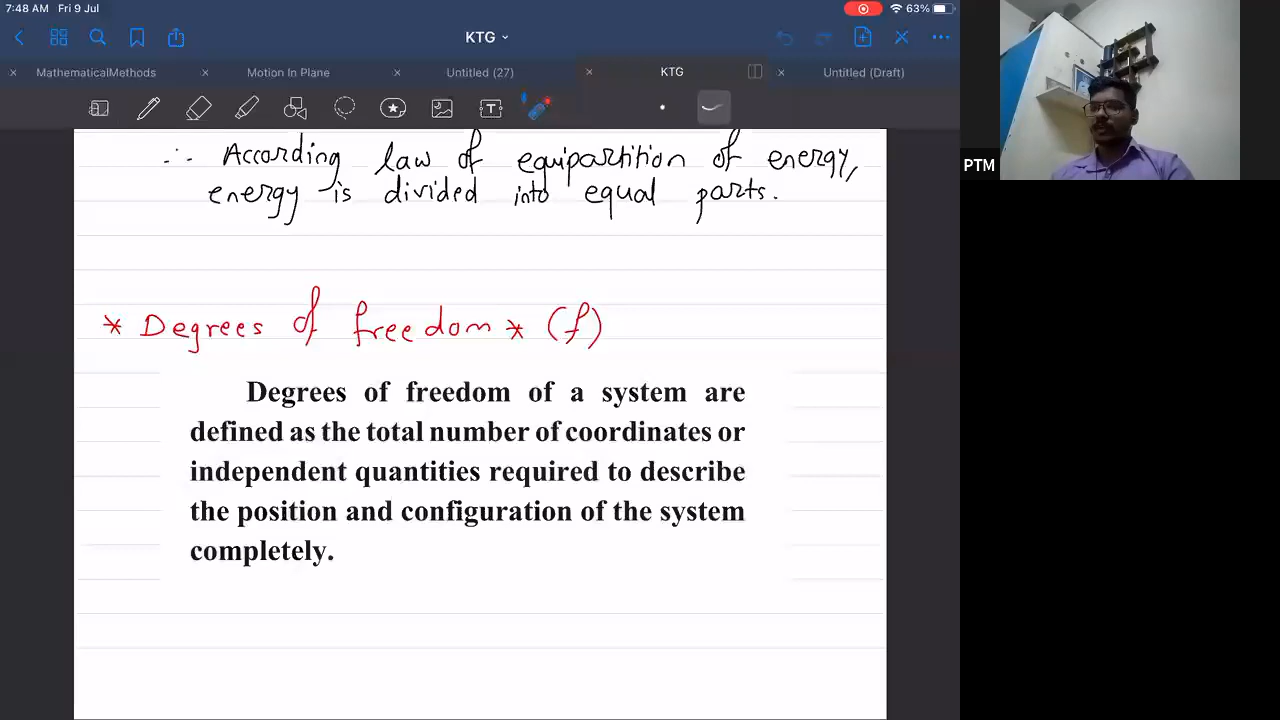 7:48 AM Fri 9 Jul
63%
KTG
MathematicalMethods
Motion In Plane
Untitled (27)
KTG
Untitled (Draft)
T
PTM
∴ According law of equipartition of energy,
energy is divided into equal parts.
* Degrees of freedom * (f)
Degrees of freedom of a system are
defined as the total number of coordinates or
independent quantities required to describe
the position and configuration of the system
completely.